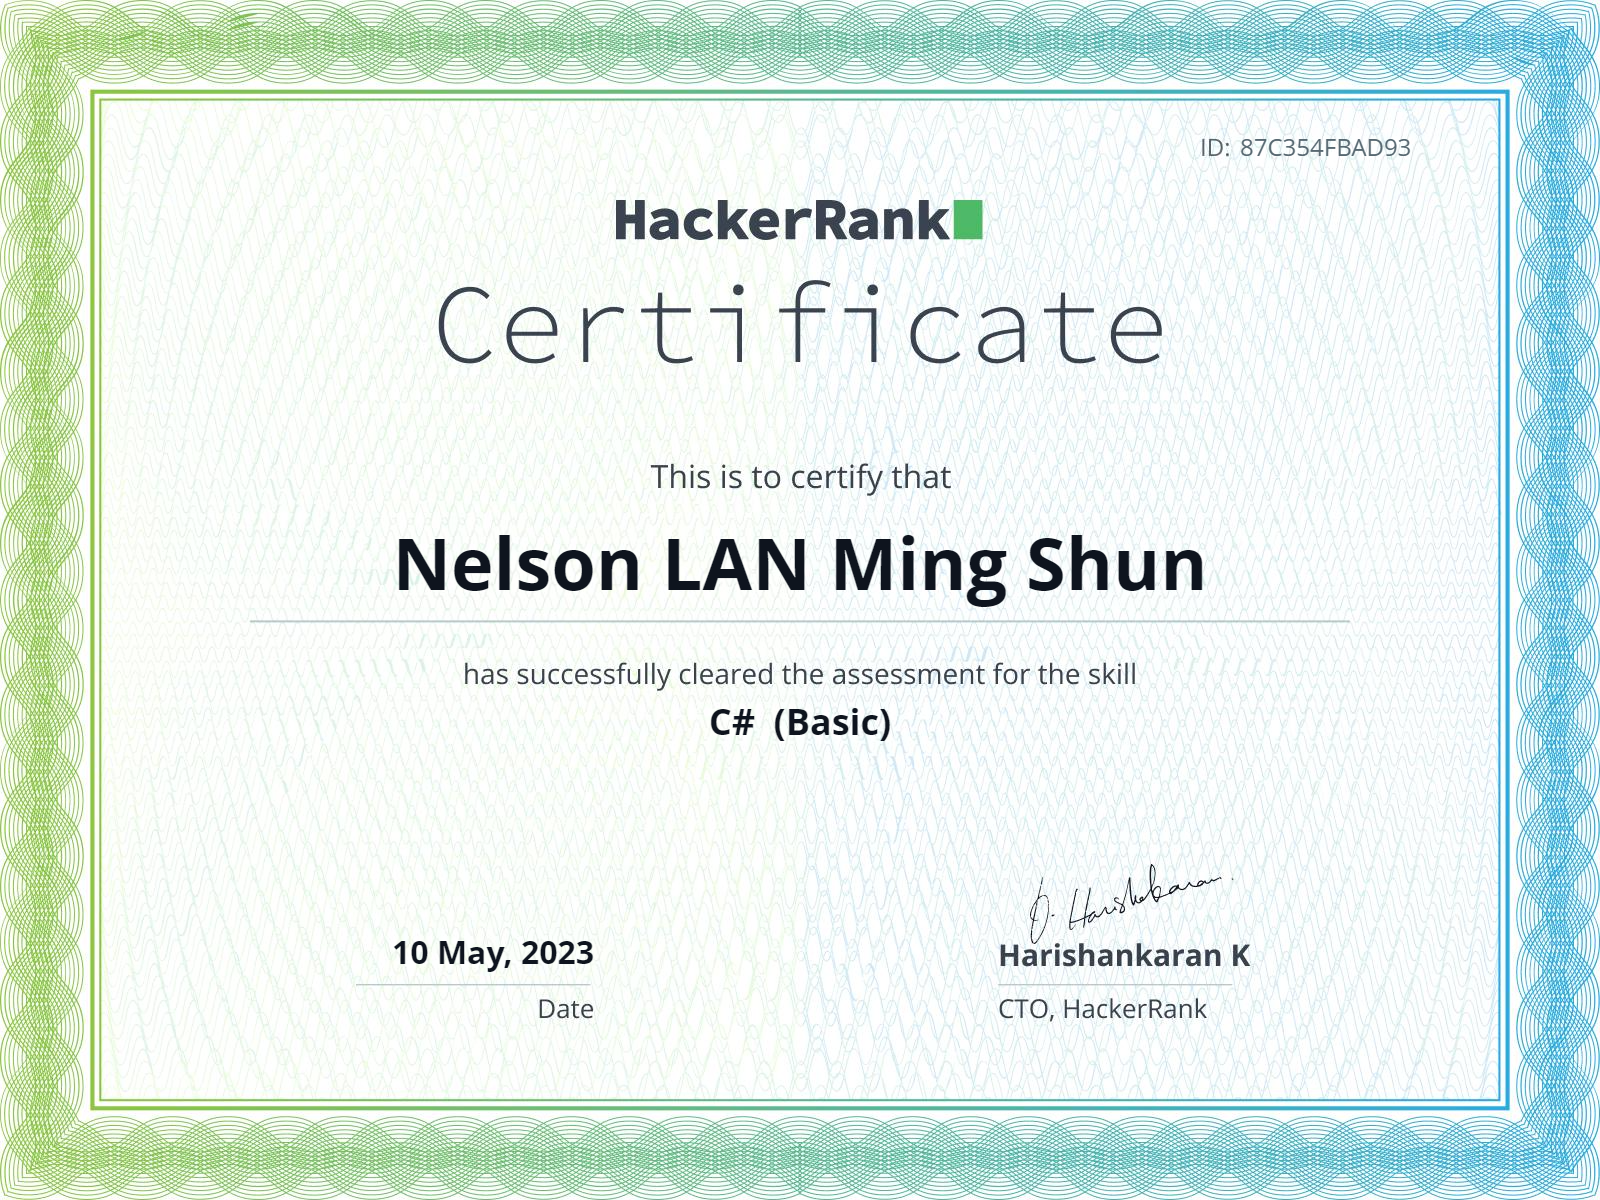 ID: 87C354FBAD93
HackerRank
Certificate
This is to certify that
Nelson LAN Ming Shun
has successfully cleared the assessment for the skill
C# (Basic)
10 May, 2023
Date
J. Harishakaran.
Harishankaran K
CTO, HackerRank